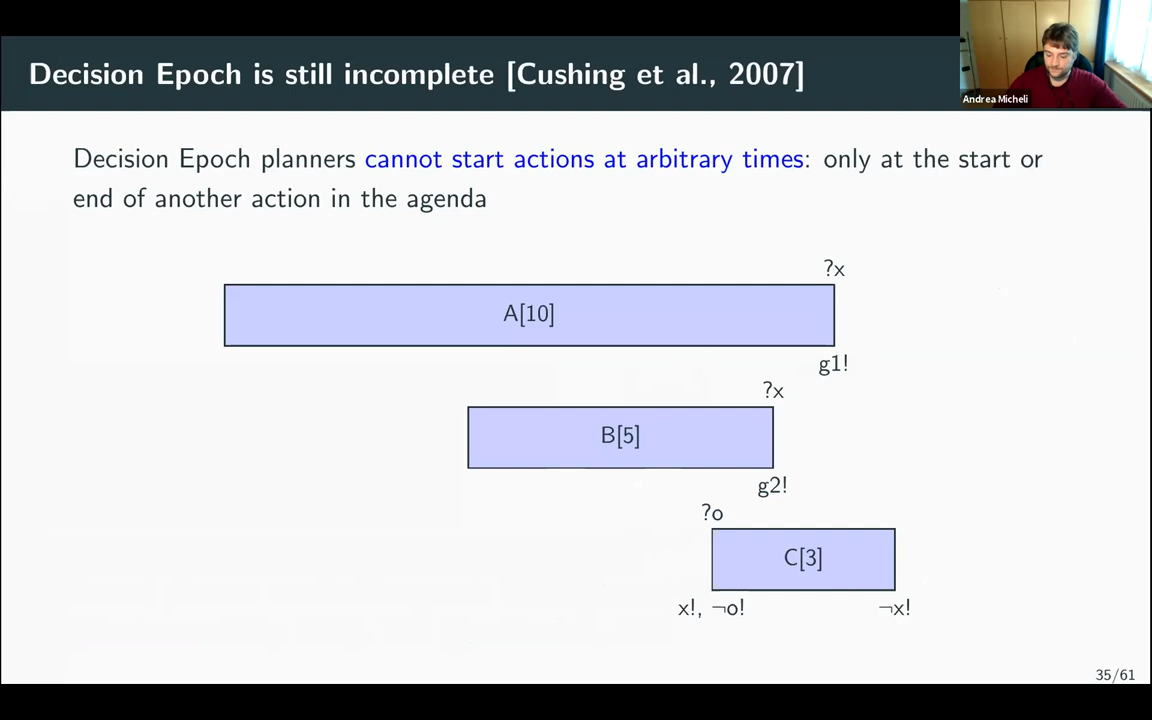 Decision Epoch is still incomplete [Cushing et al., 2007]
Andrea Micheli
Decision Epoch planners cannot start actions at arbitrary times: only at the start or
end of another action in the agenda
?x
A[10]
g1!
?x
B[5]
g2!
?o
C[3]
x!, ¬o!
¬x!
35/61